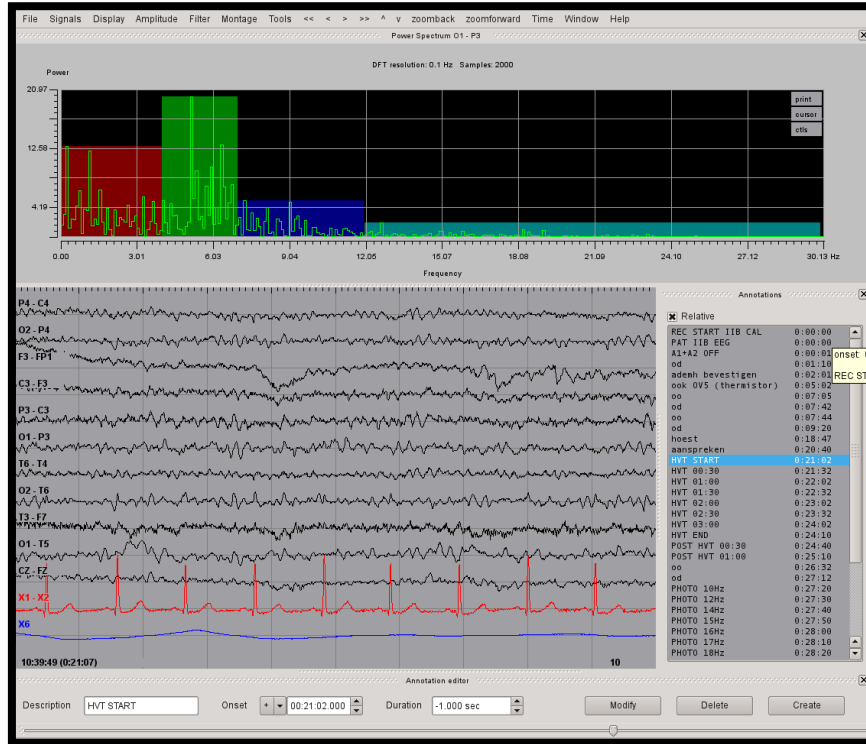 File Signals Display Amplitude Filter Montage Tools << < > >> ^ v zoomback zoomforward Time Window Help
Power Spectrum O1 - P3
DFT resolution: 0.1 Hz Samples: 2000
Power
20.97
12.58
4.19
print
cursor
ctls
0.00 3.01 6.03 9.04 12.05 15.07 18.08 21.09 24.10 27.12 30.13 Hz
Frequency
P4 - C4
O2 - P4
F3 - FP1
C3 - F3
P3 - C3
O1 - P3
T6 - T4
O2 - T6
T3 - F7
O1 - T5
CZ - FZ
X1 - X2
X6
10:39:49 (0:21:07) 10
Annotations
Relative
REC START IIB CAL 0:00:00
PAT IIB EEG 0:00:00
A1+A2 OFF 0:00:01
od 0:01:10
ademh bevestigen 0:02:01
ook OV5 (thermistor) 0:05:02
oo 0:07:05
od 0:07:42
oo 0:07:44
od 0:09:20
hoest 0:18:47
aanspreken 0:20:40
HVT START 0:21:02
HVT 00:30 0:21:32
HVT 01:00 0:22:02
HVT 01:30 0:22:32
HVT 02:00 0:23:02
HVT 02:30 0:23:32
HVT 03:00 0:24:02
HVT END 0:24:10
POST HVT 00:30 0:24:40
POST HVT 01:00 0:25:10
oo 0:26:32
od 0:27:12
PHOTO 10Hz 0:27:20
PHOTO 12Hz 0:27:30
PHOTO 14Hz 0:27:40
PHOTO 15Hz 0:27:50
PHOTO 16Hz 0:28:00
PHOTO 17Hz 0:28:10
PHOTO 18Hz 0:28:20
onset
REC ST
Annotation editor
Description HVT START Onset + 00:21:02.000 Duration -1.000 sec Modify Delete Create